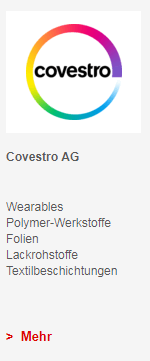 covestro
Covestro AG
Wearables
Polymer-Werkstoffe
Folien
Lackrohstoffe
Textilbeschichtungen
> Mehr